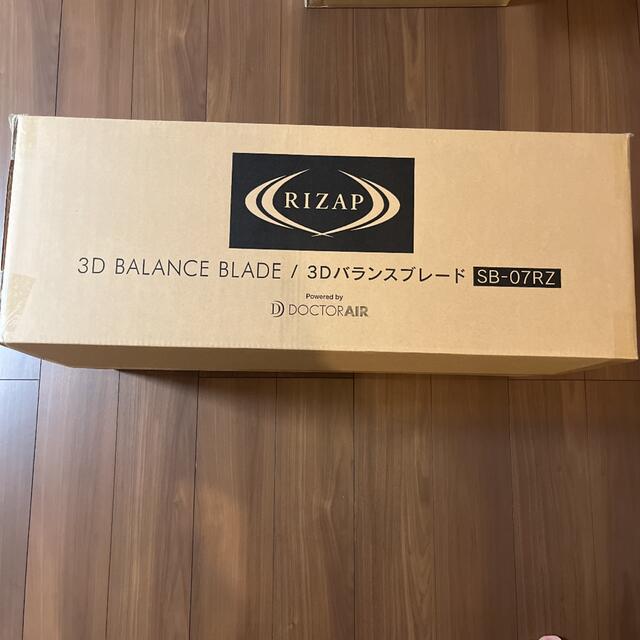 RIZAP
3D BALANCE BLADE / 3Dバランスブレード SB-07RZ
Powered by
DOCTORAIR